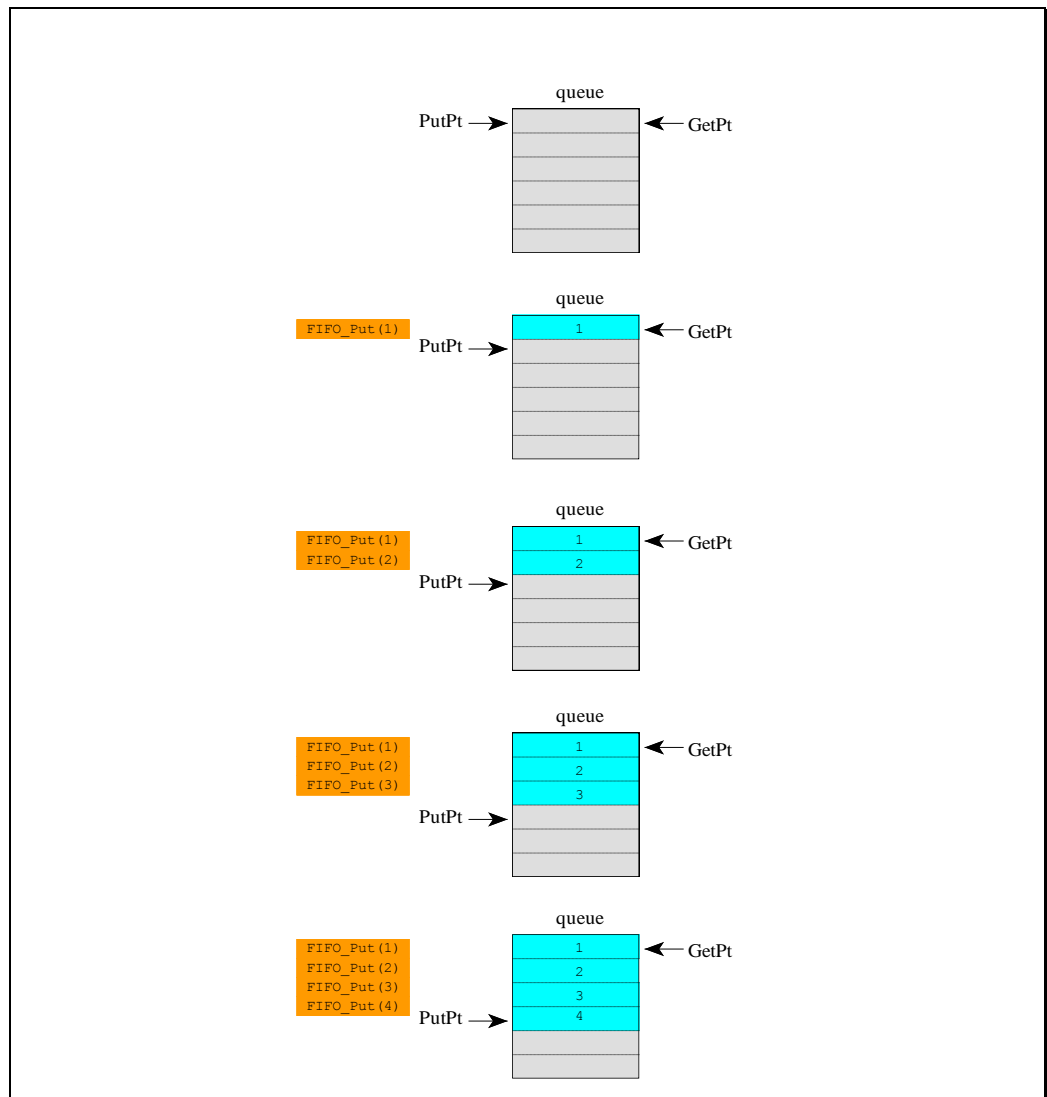 queue
PutPt
GetPt
queue
FIFO_Put(1)
1
GetPt
PutPt
queue
FIFO_Put(1)
1
GetPt
FIFO_Put(2)
2
PutPt
queue
FIFO_Put(1)
1
GetPt
FIFO_Put(2)
2
FIFO_Put(3)
3
PutPt
queue
FIFO_Put(1)
1
GetPt
FIFO_Put(2)
2
FIFO_Put(3)
3
FIFO_Put(4)
4
PutPt